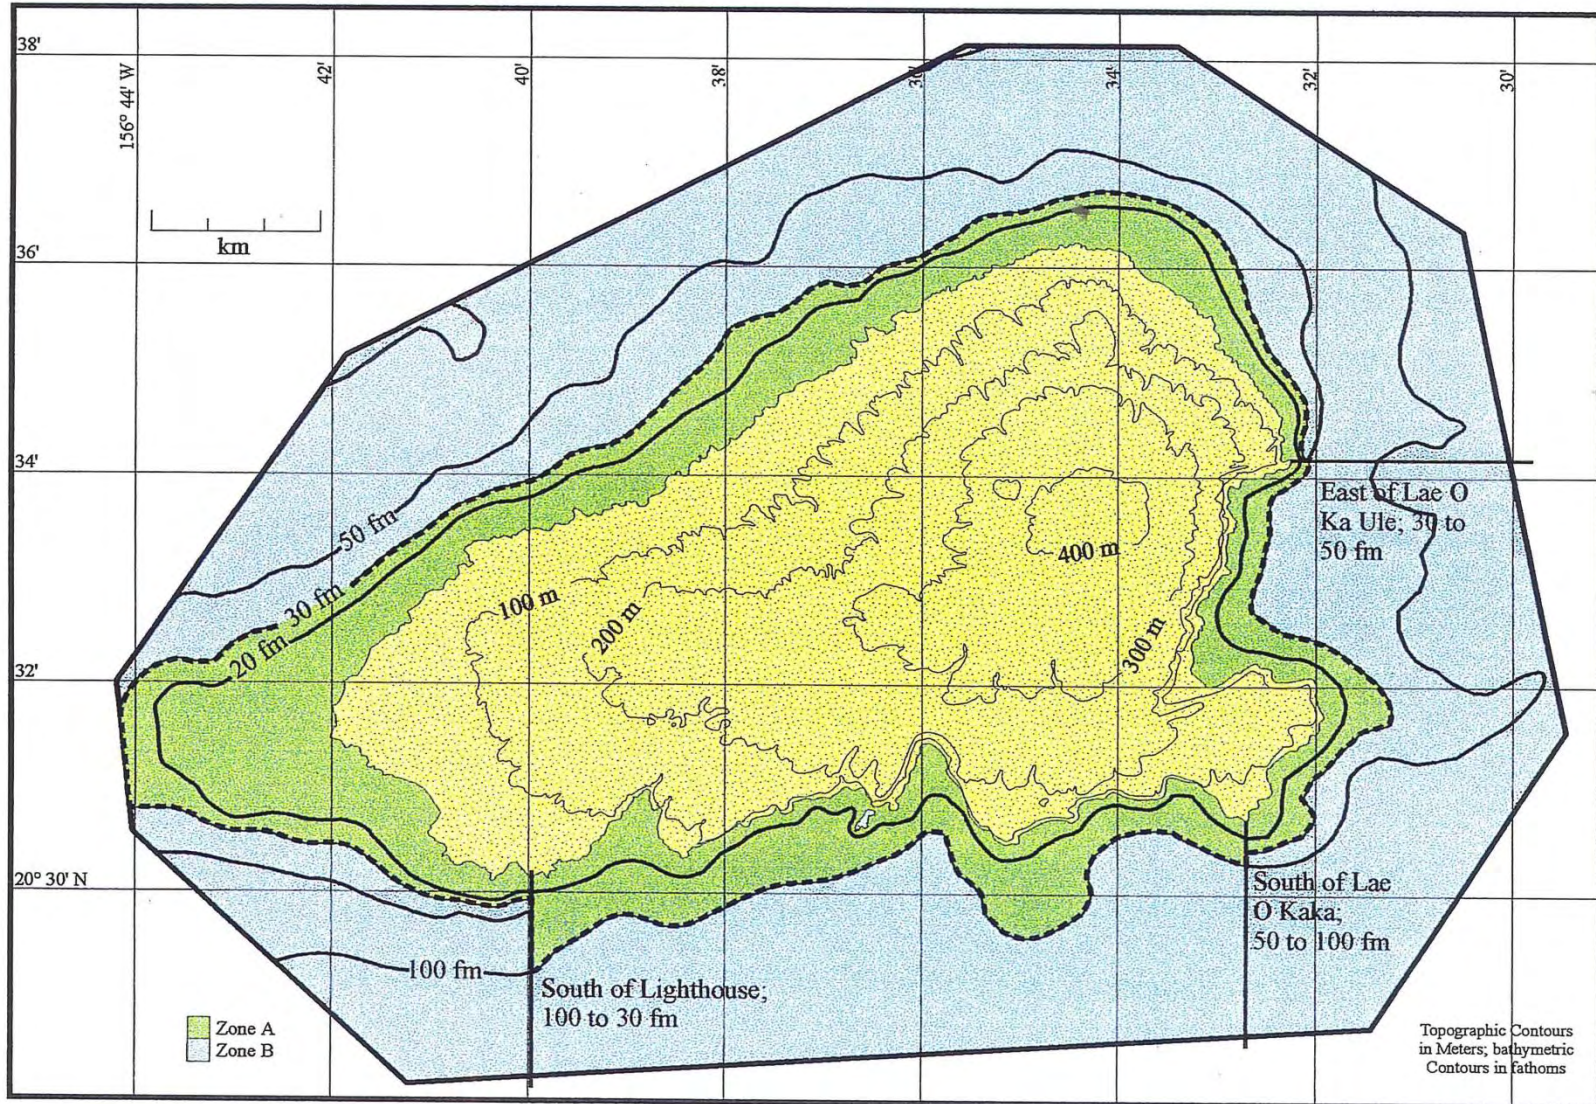 38'
156° 44' W
42'
40'
38'
36'
34'
32'
30'
km
36'
34'
50 fm
30 fm
20 fm
100 m
200 m
400 m
300 m
East of Lae O
Ka Ule; 30 to
50 fm
32'
20° 30' N
100 fm
South of Lighthouse;
100 to 30 fm
South of Lae
O Kaka;
50 to 100 fm
Zone A
Zone B
Topographic Contours
in Meters; bathymetric
Contours in fathoms